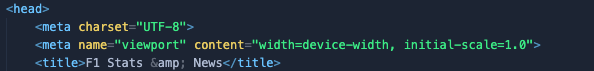 <head>
<meta charset="UTF-8">
<meta name="viewport" content="width=device-width, initial-scale=1.0">
<title>F1 Stats &amp; News</title>